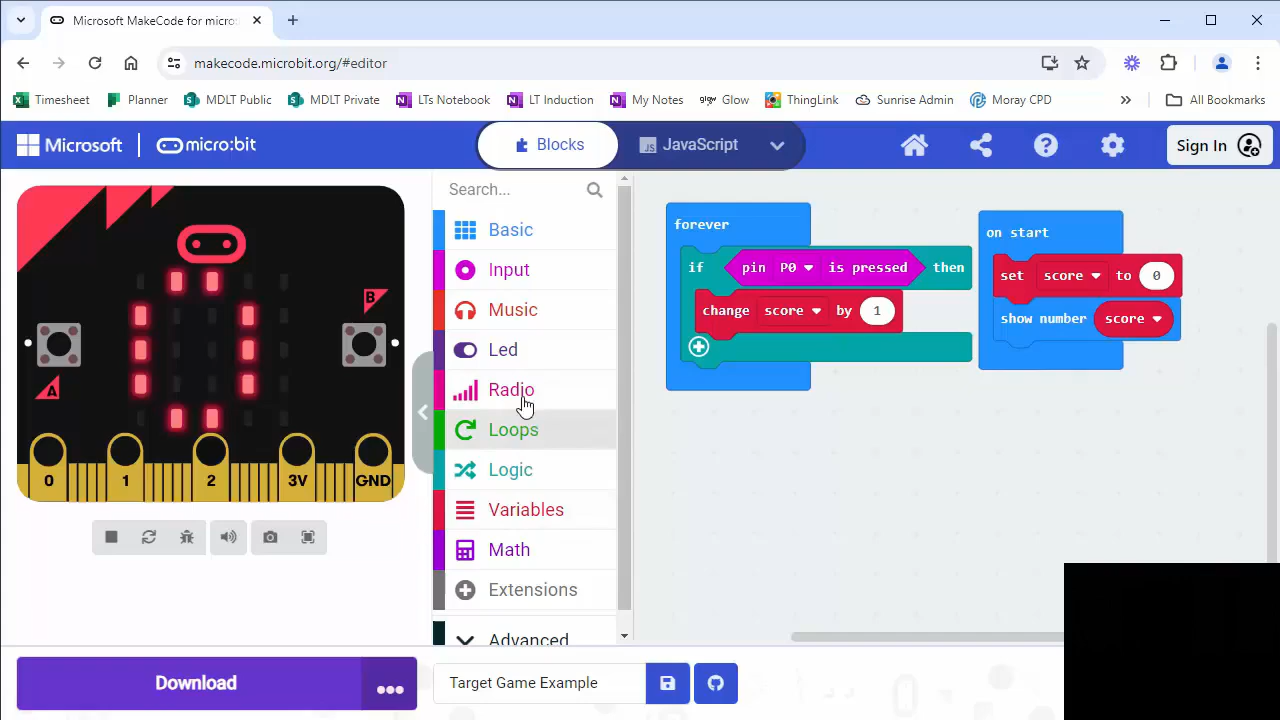 Microsoft MakeCode for micro:
makecode.microbit.org/#editor
Timesheet
Planner
MDLT Public
MDLT Private
LTs Notebook
LT Induction
My Notes
glow Glow
ThingLink
Sunrise Admin
Moray CPD
All Bookmarks
Microsoft
micro:bit
Blocks
JS JavaScript
Sign In
Search...
Basic
Input
Music
Led
Radio
Loops
Logic
Variables
Math
Extensions
Advanced
A
B
0 1 2 3V GND
forever
if pin P0 is pressed then
change score by 1
on start
set score to 0
show number score
Download
Target Game Example